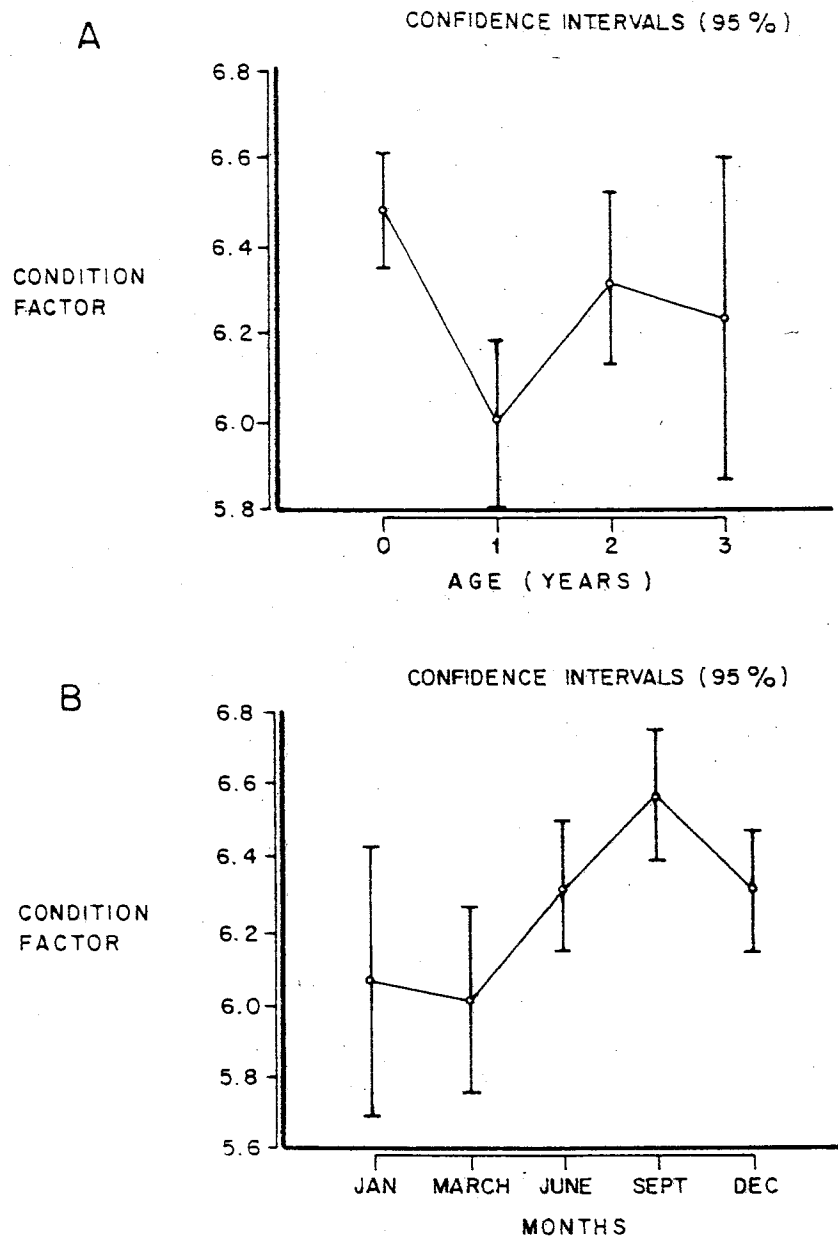 A
CONFIDENCE INTERVALS (95 %)
6.8
6.6
6.4
6.2
6.0
5.8
CONDITION
FACTOR
0 1 2 3
AGE (YEARS)
B
CONFIDENCE INTERVALS (95 %)
6.8
6.6
6.4
6.2
6.0
5.8
5.6
CONDITION
FACTOR
JAN MARCH JUNE SEPT DEC
MONTHS